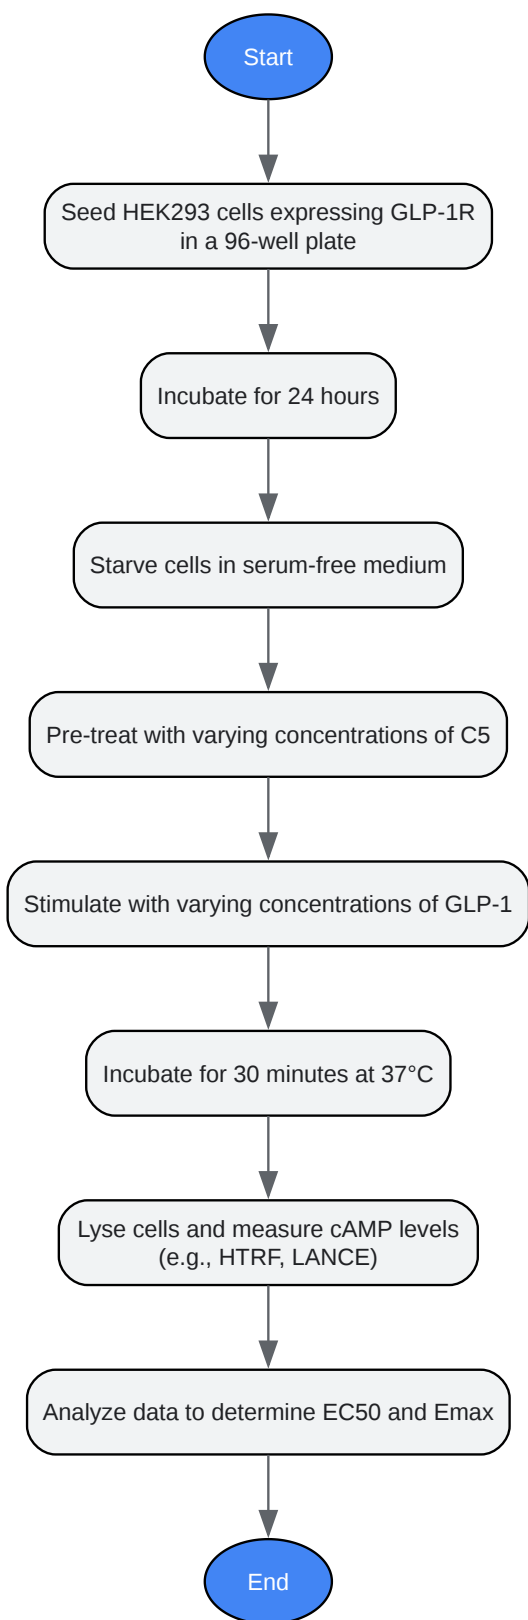 Start
Seed HEK293 cells expressing GLP-1R
in a 96-well plate
Incubate for 24 hours
Starve cells in serum-free medium
Pre-treat with varying concentrations of C5
Stimulate with varying concentrations of GLP-1
Incubate for 30 minutes at 37°C
Lyse cells and measure cAMP levels
(e.g., HTRF, LANCE)
Analyze data to determine EC50 and Emax
End